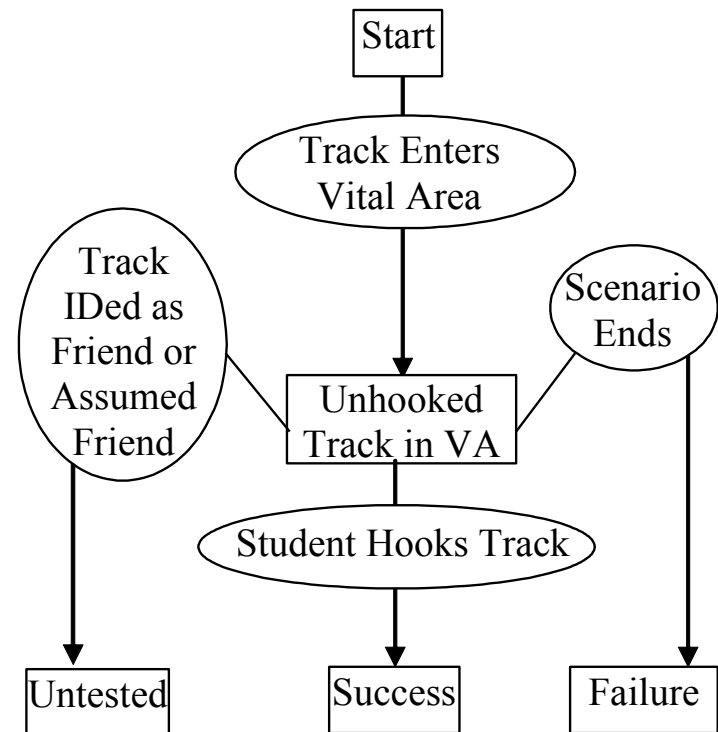 Start
Track Enters
Vital Area
Track
IDed as
Friend or
Assumed
Friend
Scenario
Ends
Unhooked
Track in VA
Student Hooks Track
Untested
Success
Failure